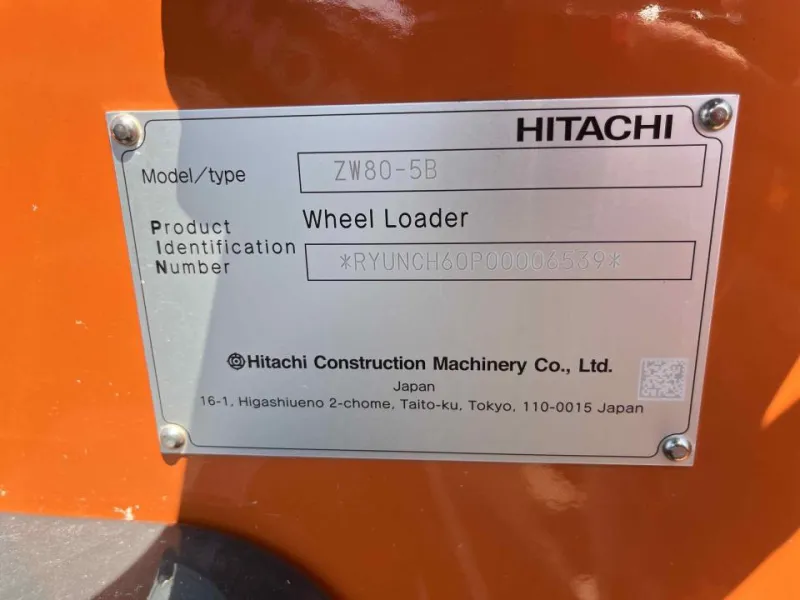 HITACHI
Model/type ZW80-5B
Wheel Loader
Product
Identification
Number
*RYUNCH60P00006539*
Hitachi Construction Machinery Co., Ltd.
Japan
16-1, Higashiueno 2-chome, Taito-ku, Tokyo, 110-0015 Japan